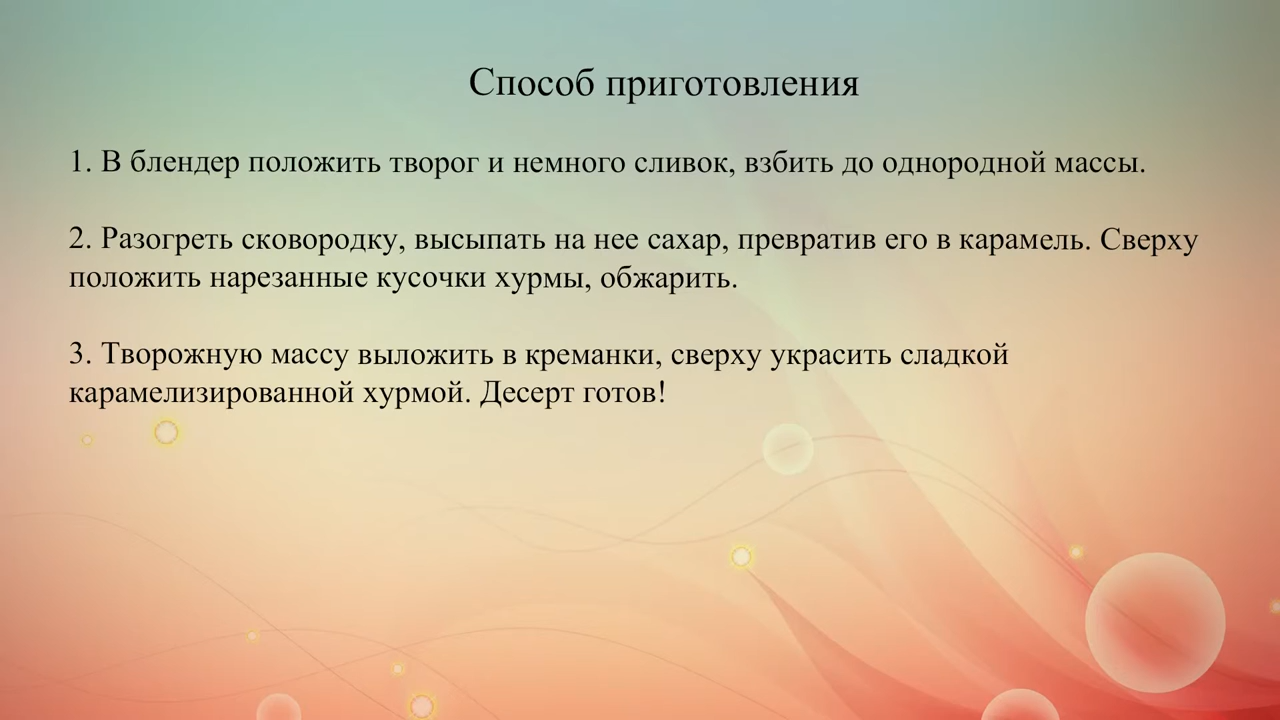 Способ приготовления
1. В блендер положить творог и немного сливок, взбить до однородной массы.
2. Разогреть сковородку, высыпать на нее сахар, превратив его в карамель. Сверху
положить нарезанные кусочки хурмы, обжарить.
3. Творожную массу выложить в креманки, сверху украсить сладкой
карамелизированной хурмой. Десерт готов!